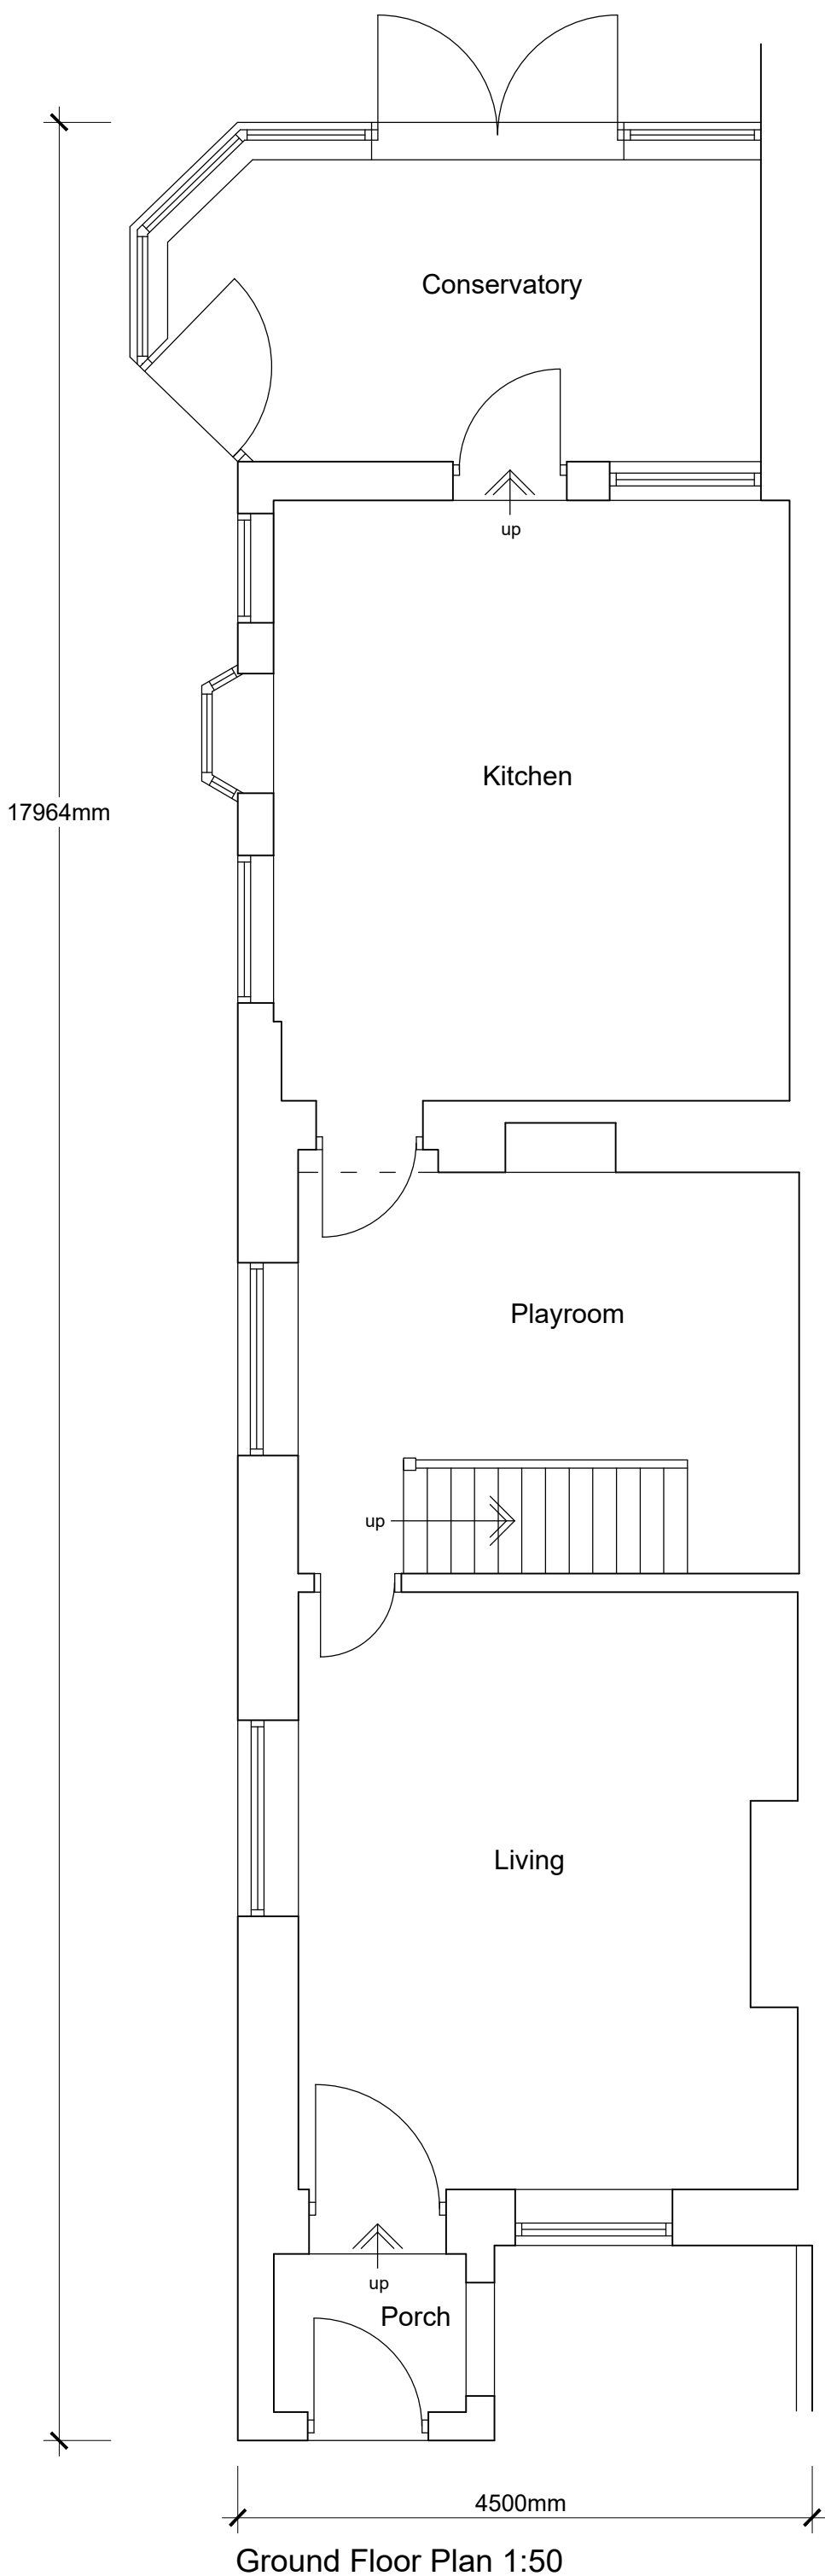 Conservatory
up
Kitchen
17964mm
Playroom
up
Living
up
Porch
4500mm
Ground Floor Plan 1:50